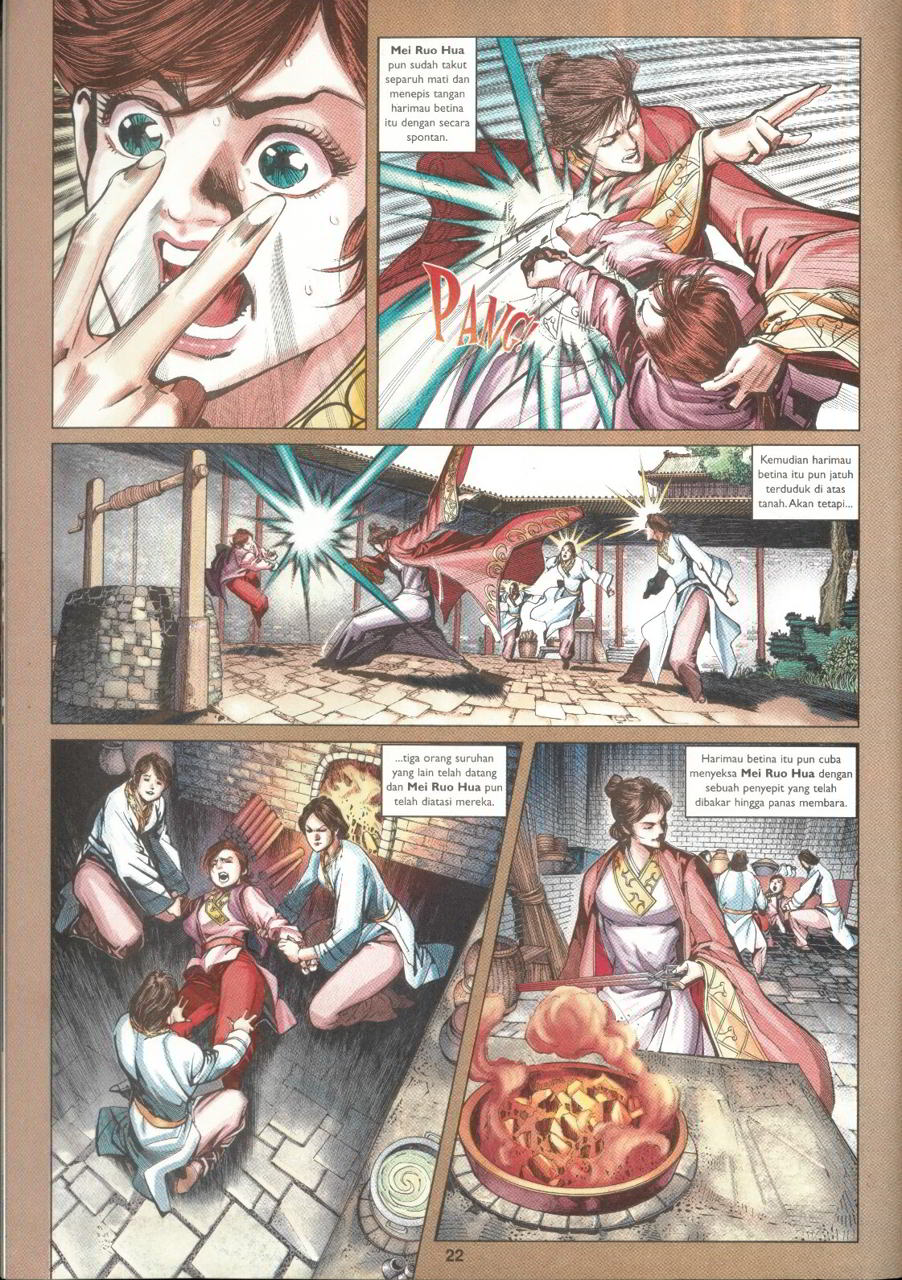 Mei Ruo Hua
pun sudah takut
separuh mati dan
menepis tangan
harimau betina
itu dengan secara
spontan.
PANG!
Kemudian harimau
betina itu pun jatuh
terduduk di atas
tanah. Akan tetapi...
...tiga orang suruhan
yang lain telah datang
dan Mei Ruo Hua pun
telah diatasi mereka.
Harimau betina itu pun cuba
menyeksa Mei Ruo Hua dengan
sebuah penyepit yang telah
dibakar hingga panas membara.
22